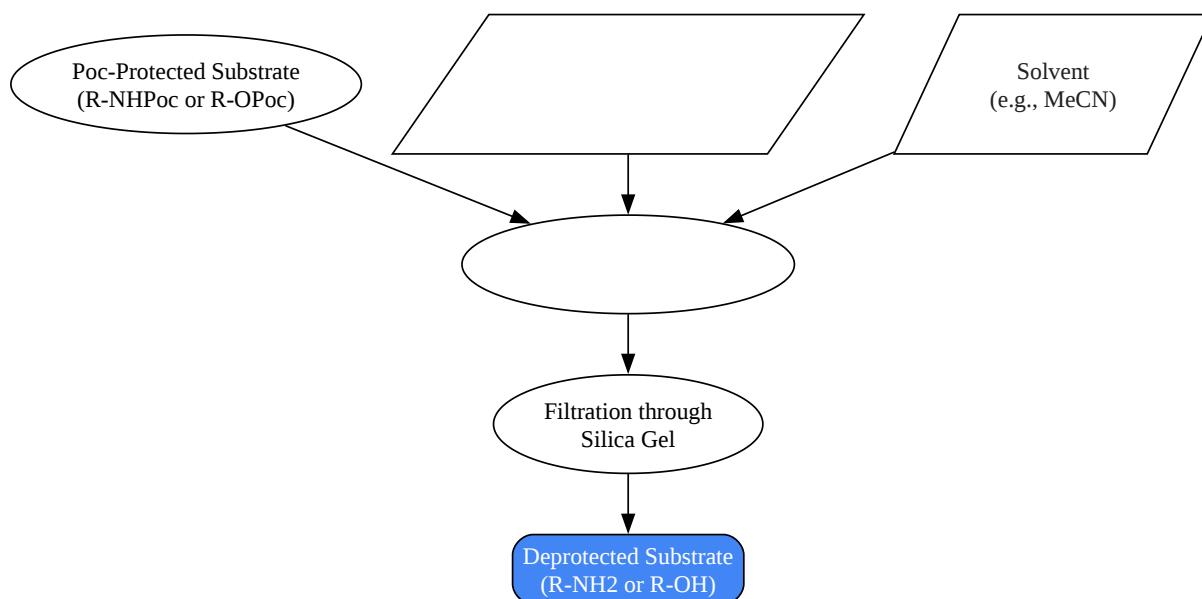 Poc-Protected Substrate
(R-NHPoc or R-OPoc)
Solvent
(e.g., MeCN)
Filtration through
Silica Gel
Deprotected Substrate
(R-NH2 or R-OH)